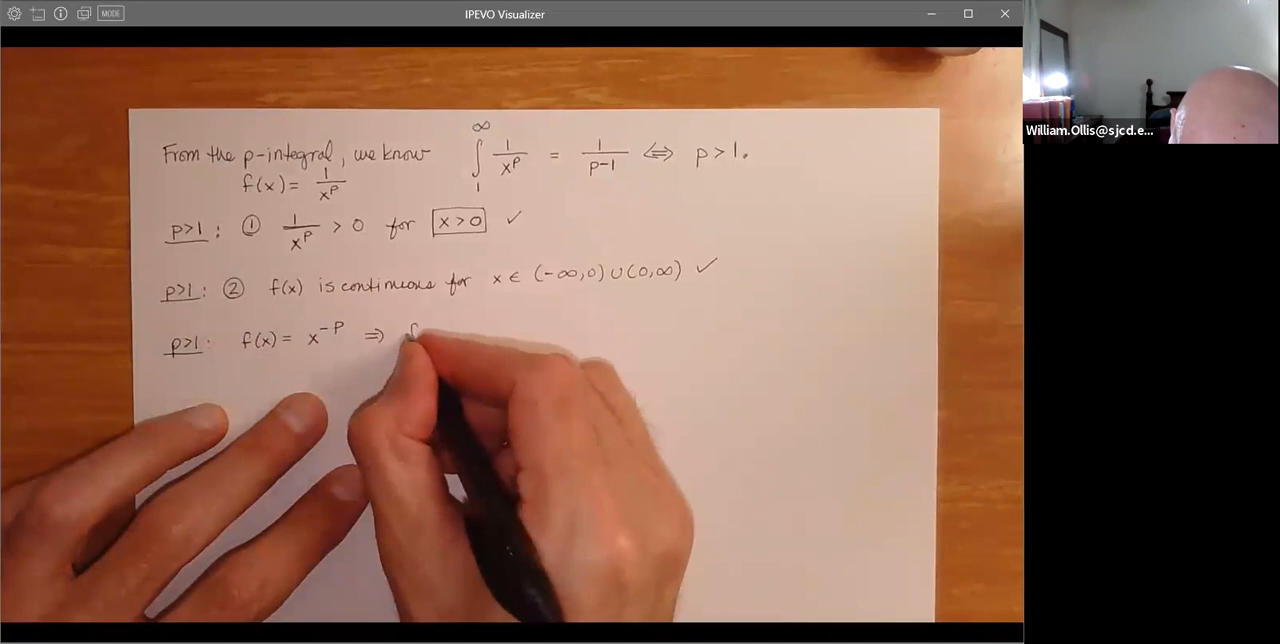 MODE
IPEVO Visualizer
William.Ollis@sjcd.e...
From the p-integral, we know ∫₁^∞ 1/x^p = 1/(p-1) ⟺ p > 1.
f(x) = 1/x^p
p>1: ① 1/x^p > 0 for x > 0 ✓
p>1: ② f(x) is continuous for x ∈ (-∞,0) ∪ (0,∞) ✓
p>1: f(x) = x^-p ⇒ f